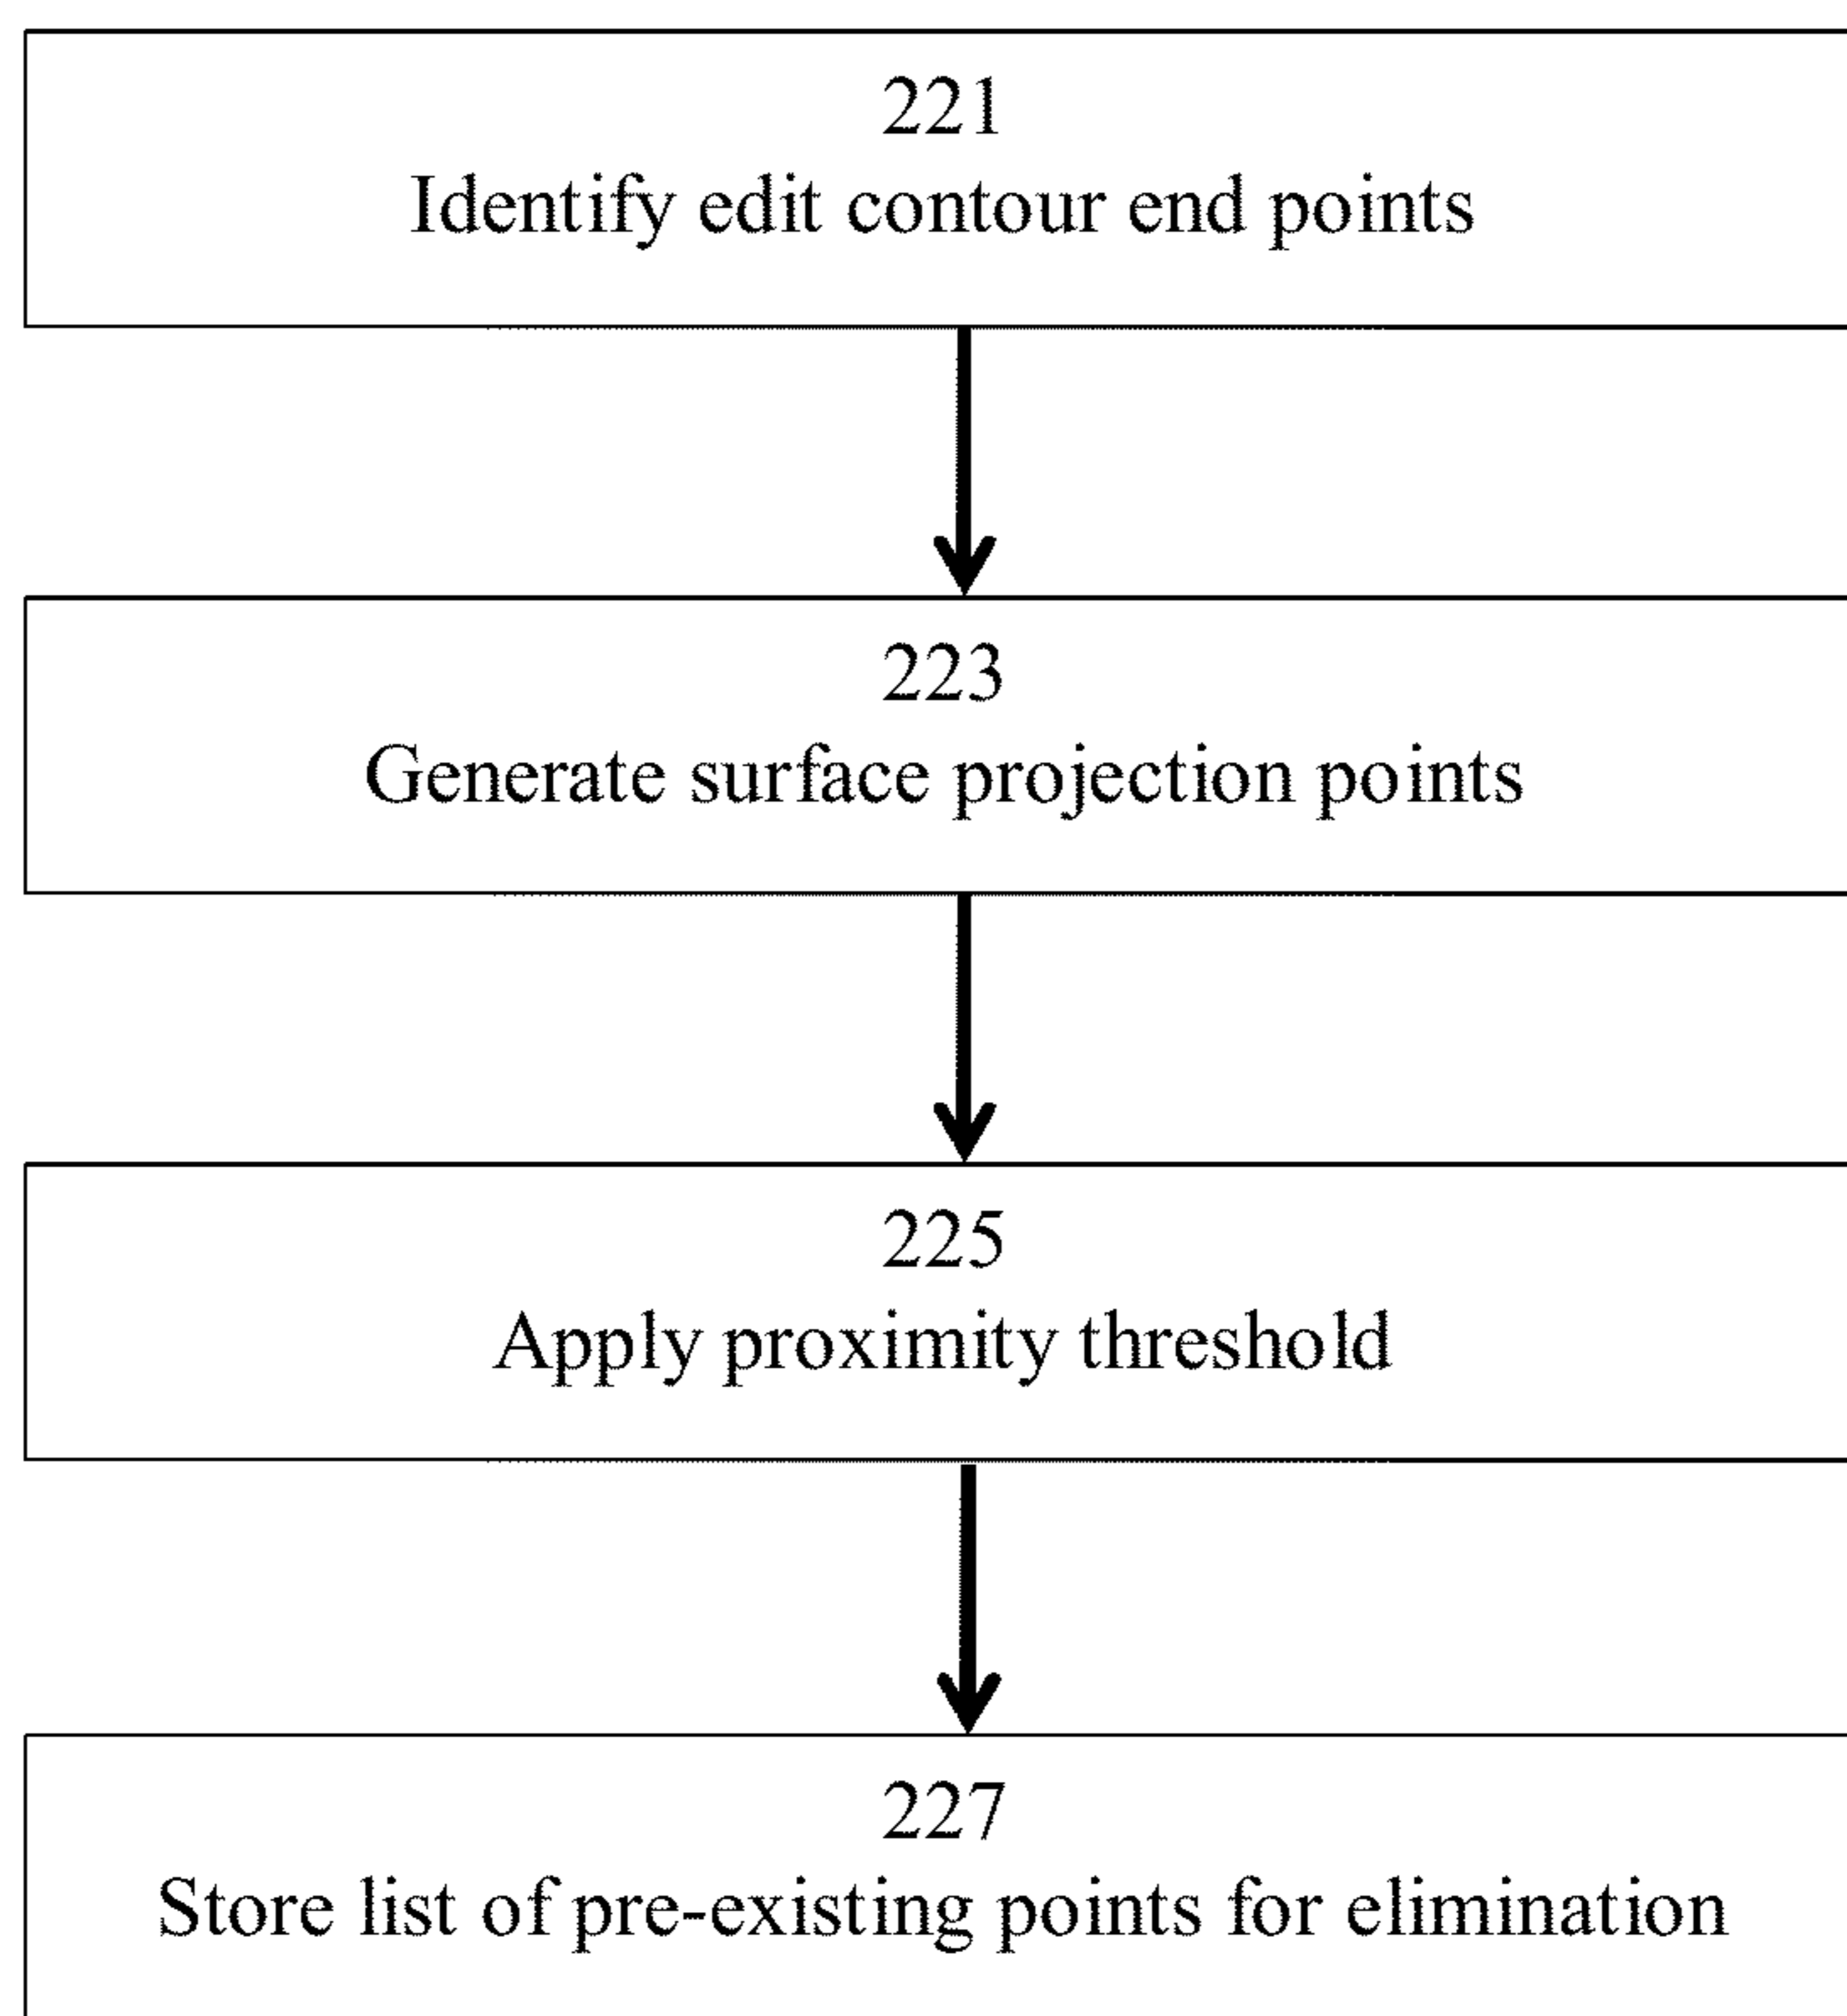 221
Identify edit contour end points
223
Generate surface projection points
225
Apply proximity threshold
227
Store list of pre-existing points for elimination